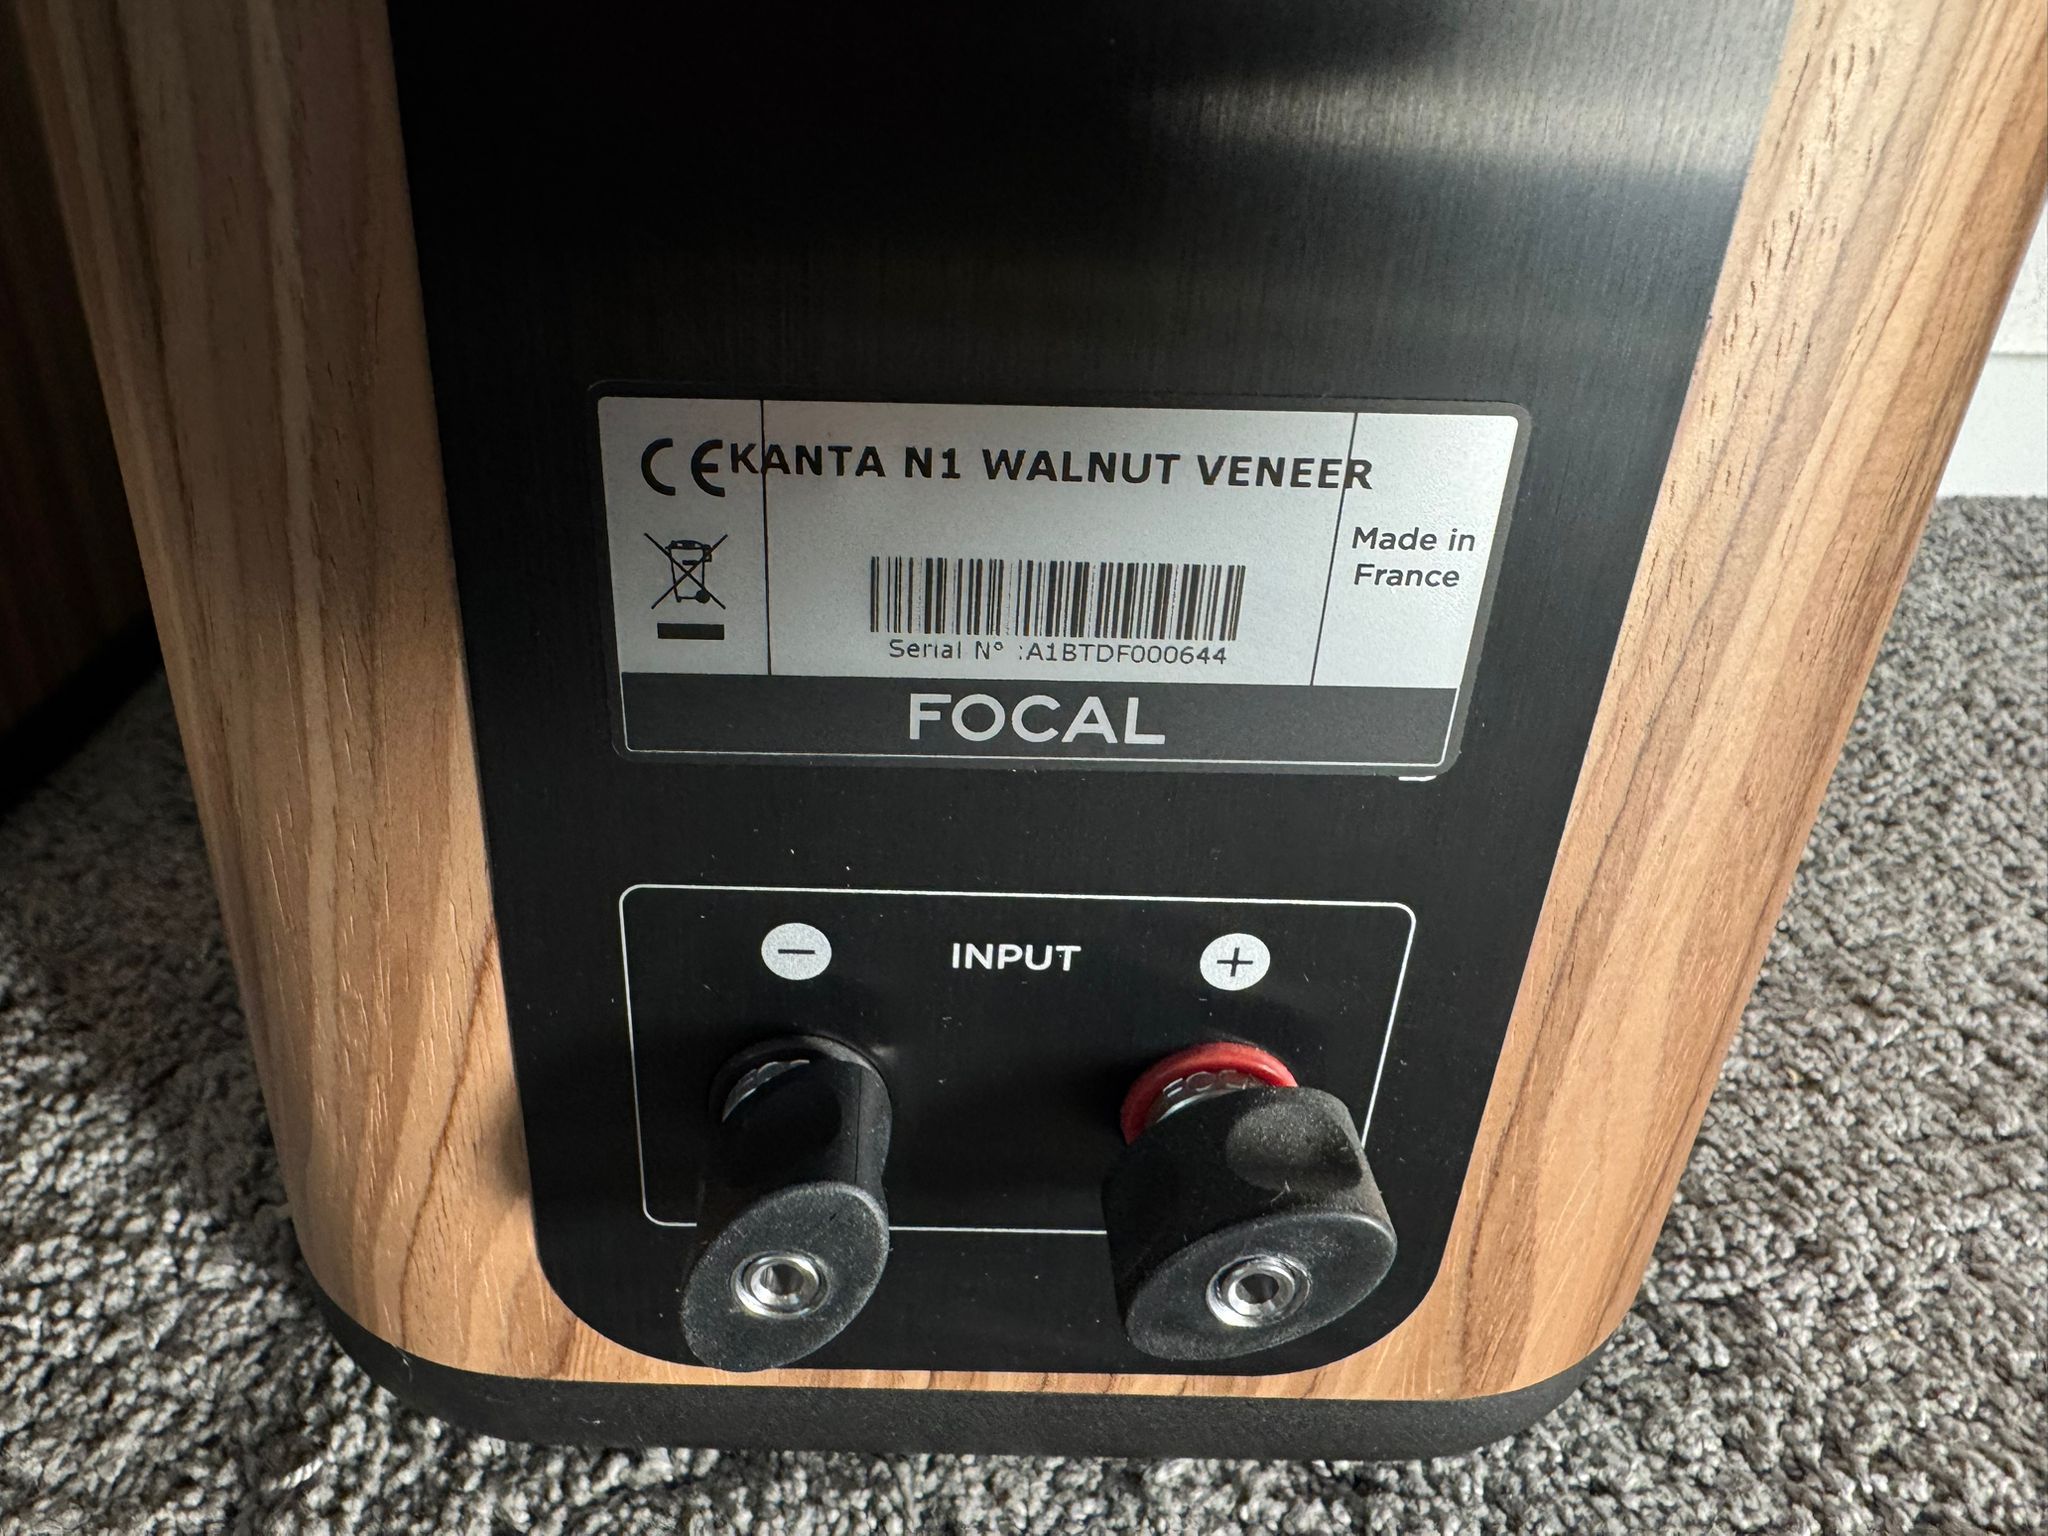 CE KANTA N1 WALNUT VENEER
Made in
France
Serial N° :A1BTDF000644
FOCAL
- INPUT +